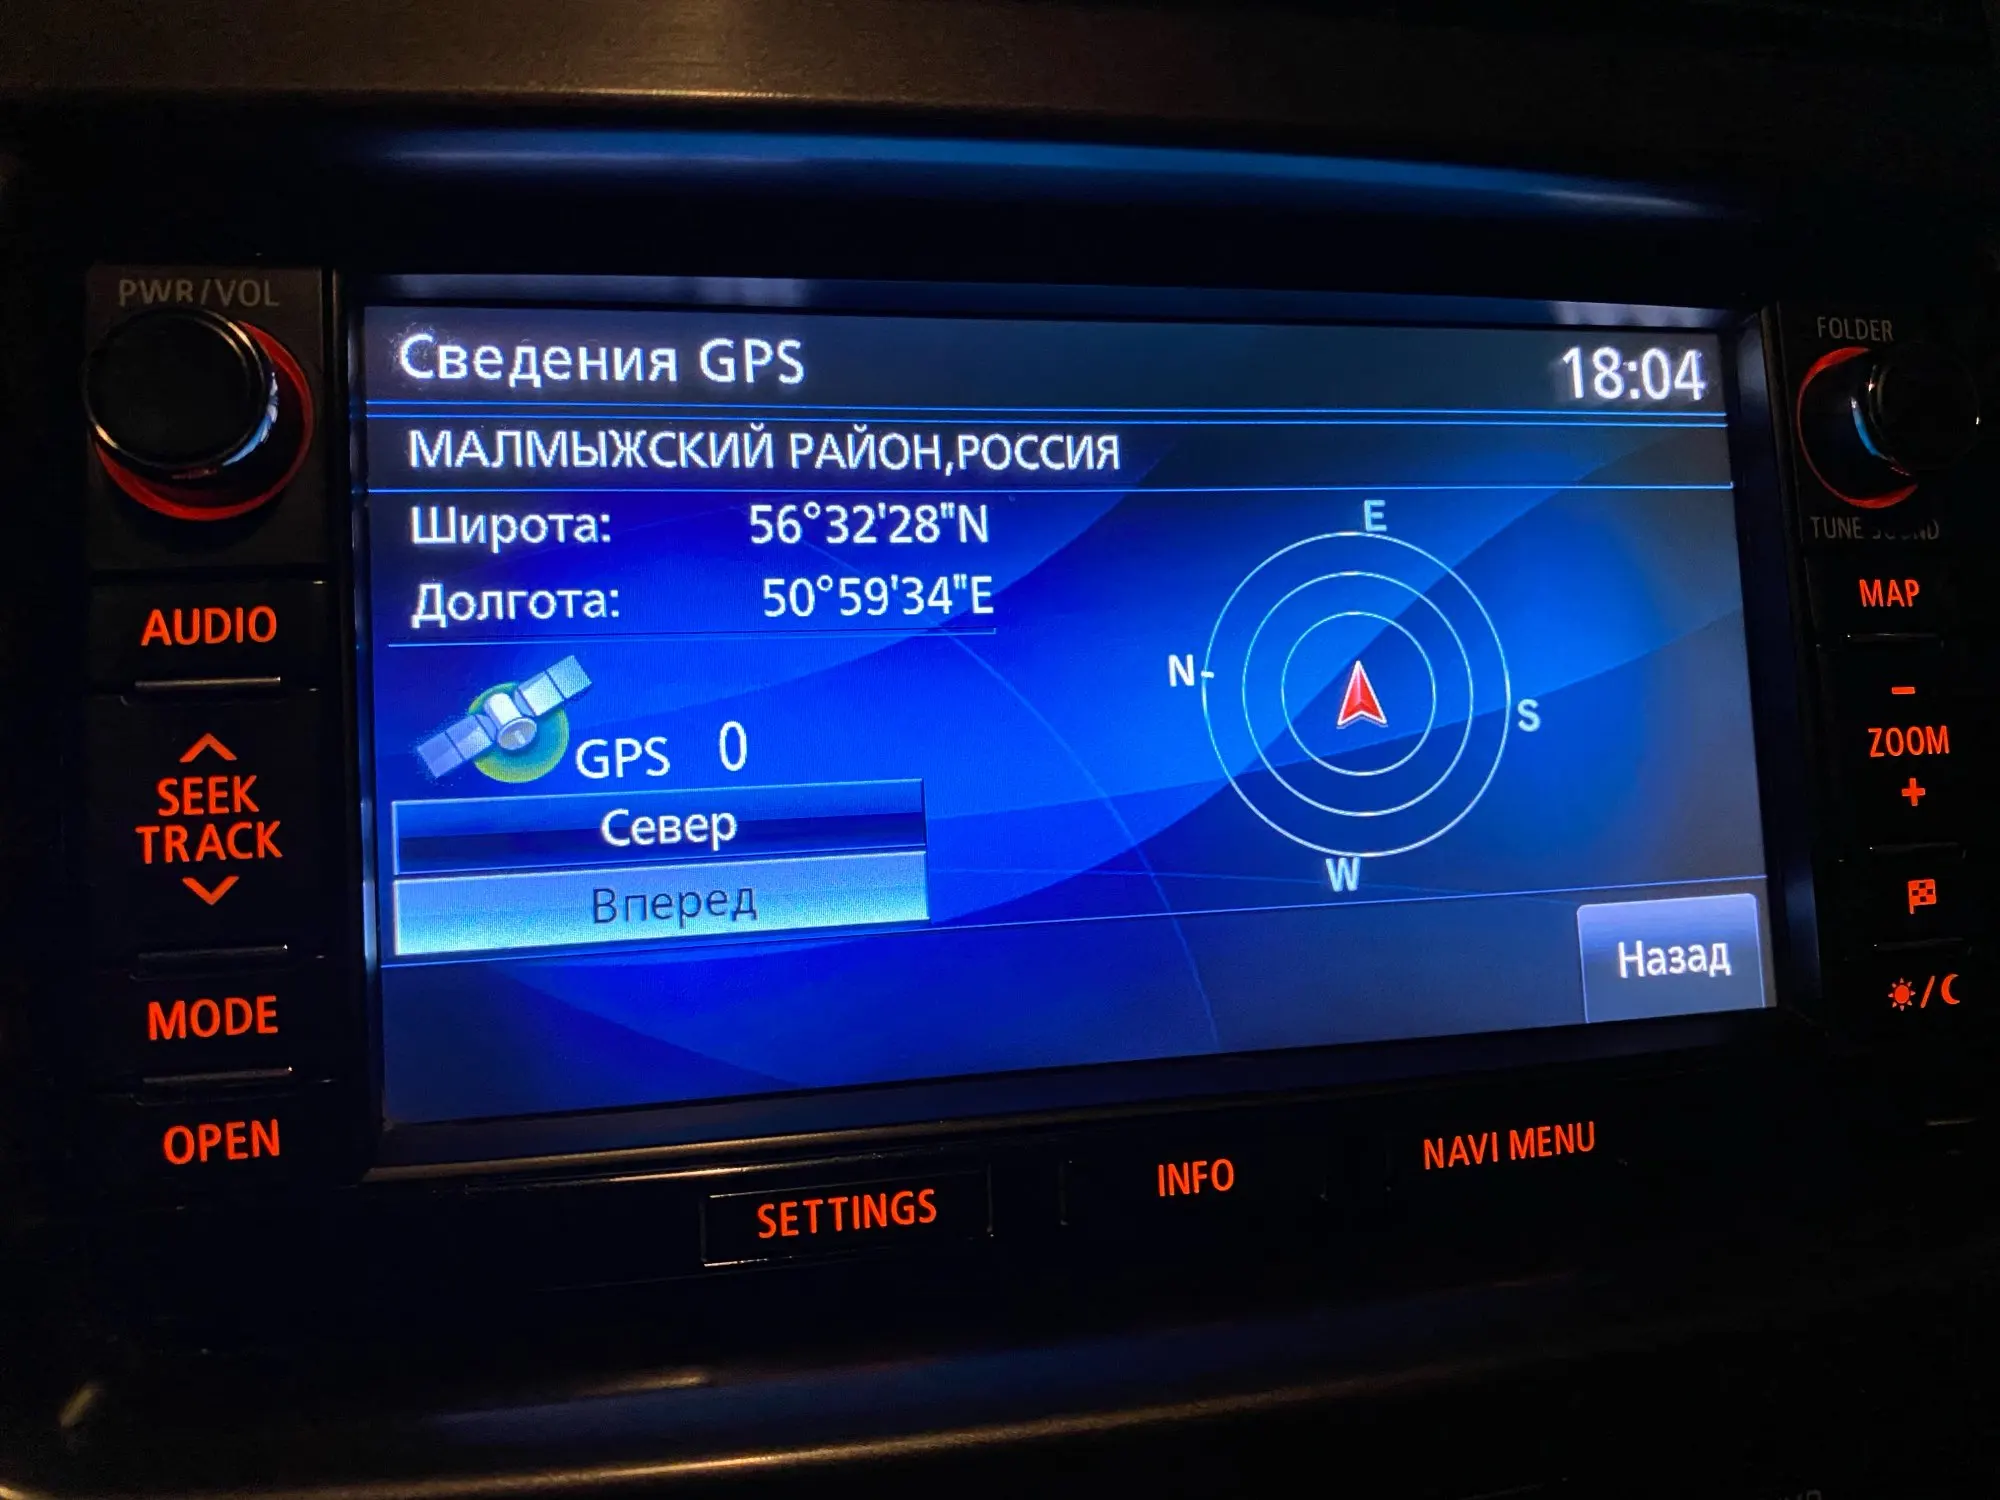 PWR/VOL
FOLDER
Сведения GPS
18:04
МАЛМЫЖСКИЙ РАЙОН,РОССИЯ
Широта: 56°32'28"N
Долгота: 50°59'34"E
E
N
S
W
GPS 0
Север
Вперед
Назад
AUDIO
SEEK
TRACK
MODE
OPEN
TUNE
MAP
-
ZOOM
+
SETTINGS
INFO
NAVI MENU